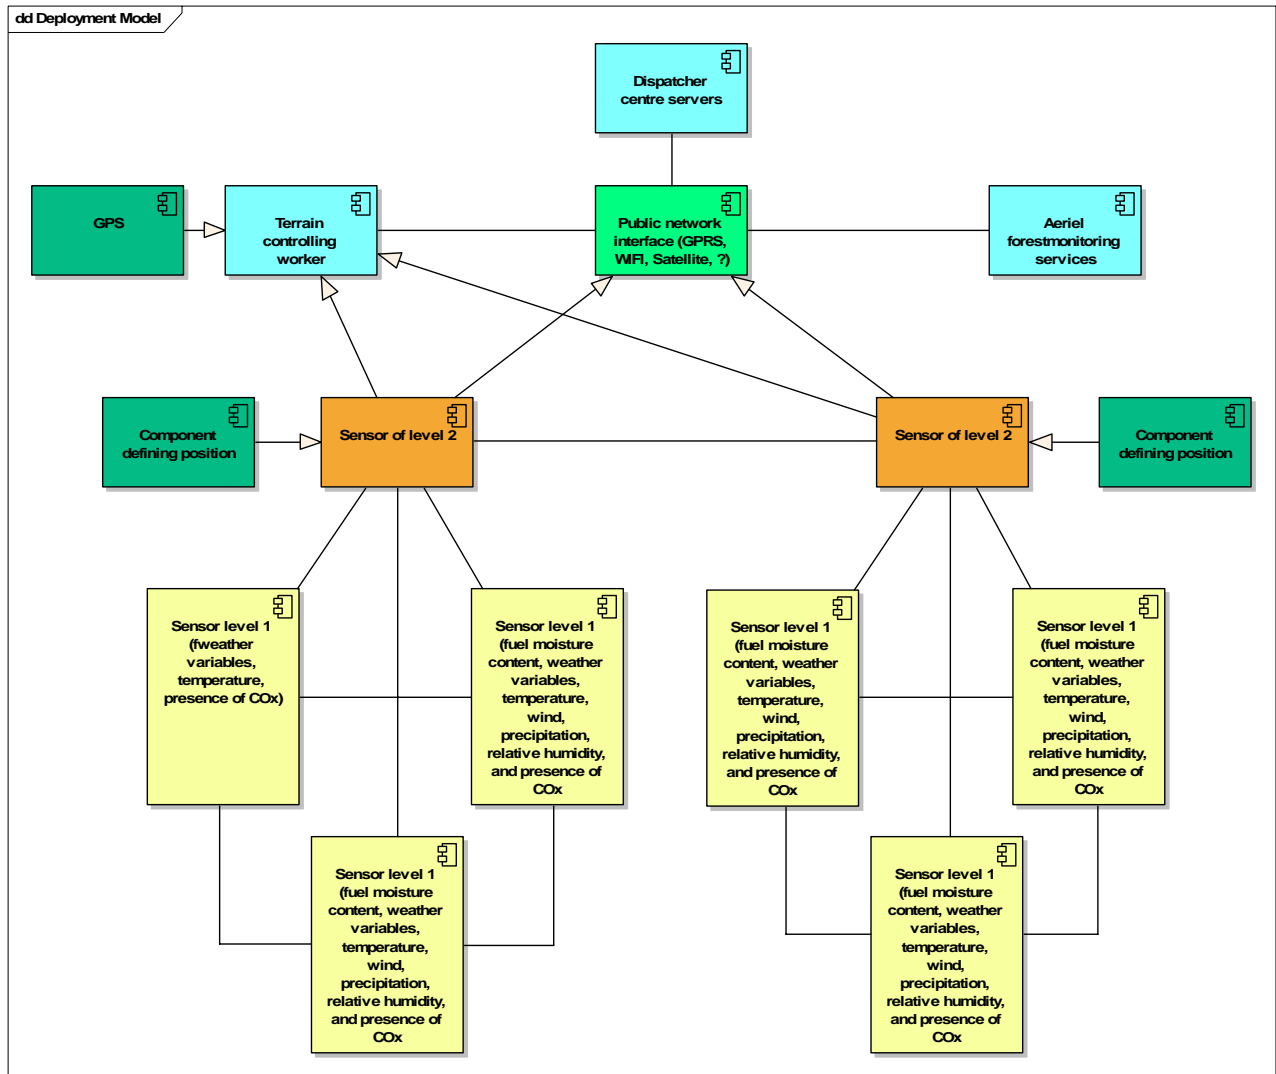 dd Deployment Model
Dispatcher
centre servers
GPS
Terrain
controlling
worker
Public network
interface (GPRS,
WIFI, Satellite, ?)
Aeriel
forestmonitoring
services
Component
defining position
Sensor of level 2
Sensor of level 2
Component
defining position
Sensor level 1
(fweather
variables,
temperature,
presence of COx)
Sensor level 1
(fuel moisture
content, weather
variables,
temperature,
wind,
precipitation,
relative humidity,
and presence of
COx
Sensor level 1
(fuel moisture
content, weather
variables,
temperature,
wind,
precipitation,
relative humidity,
and presence of
COx
Sensor level 1
(fuel moisture
content, weather
variables,
temperature,
wind,
precipitation,
relative humidity,
and presence of
COx
Sensor level 1
(fuel moisture
content, weather
variables,
temperature,
wind,
precipitation,
relative humidity,
and presence of
COx
Sensor level 1
(fuel moisture
content, weather
variables,
temperature,
wind,
precipitation,
relative humidity,
and presence of
COx